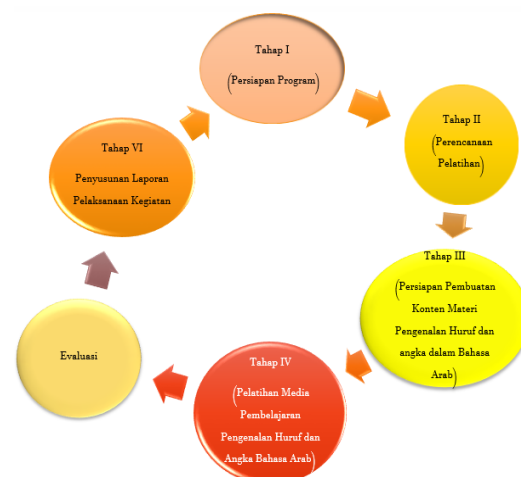 Tahap I
(Persiapan Program)
Tahap II
(Perencanaan
Pelatihan)
Tahap III
(Persiapan Pembuatan
Konten Materi
Pengenalan Huruf dan
angka dalam Bahasa
Arab)
Tahap IV
(Pelatihan Media
Pembelajaran
Pengenalan Huruf dan
Angka Bahasa Arab)
Evaluasi
Tahap VI
Penyusunan Laporan
Pelaksanaan Kegiatan